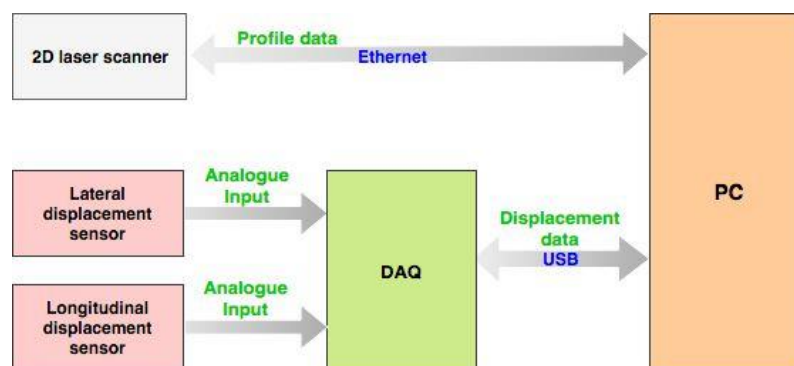 Profile data
2D laser scanner
Ethernet
Lateral
displacement
sensor
Analogue
Input
DAQ
Displacement
data
USB
PC
Longitudinal
displacement
sensor
Analogue
Input